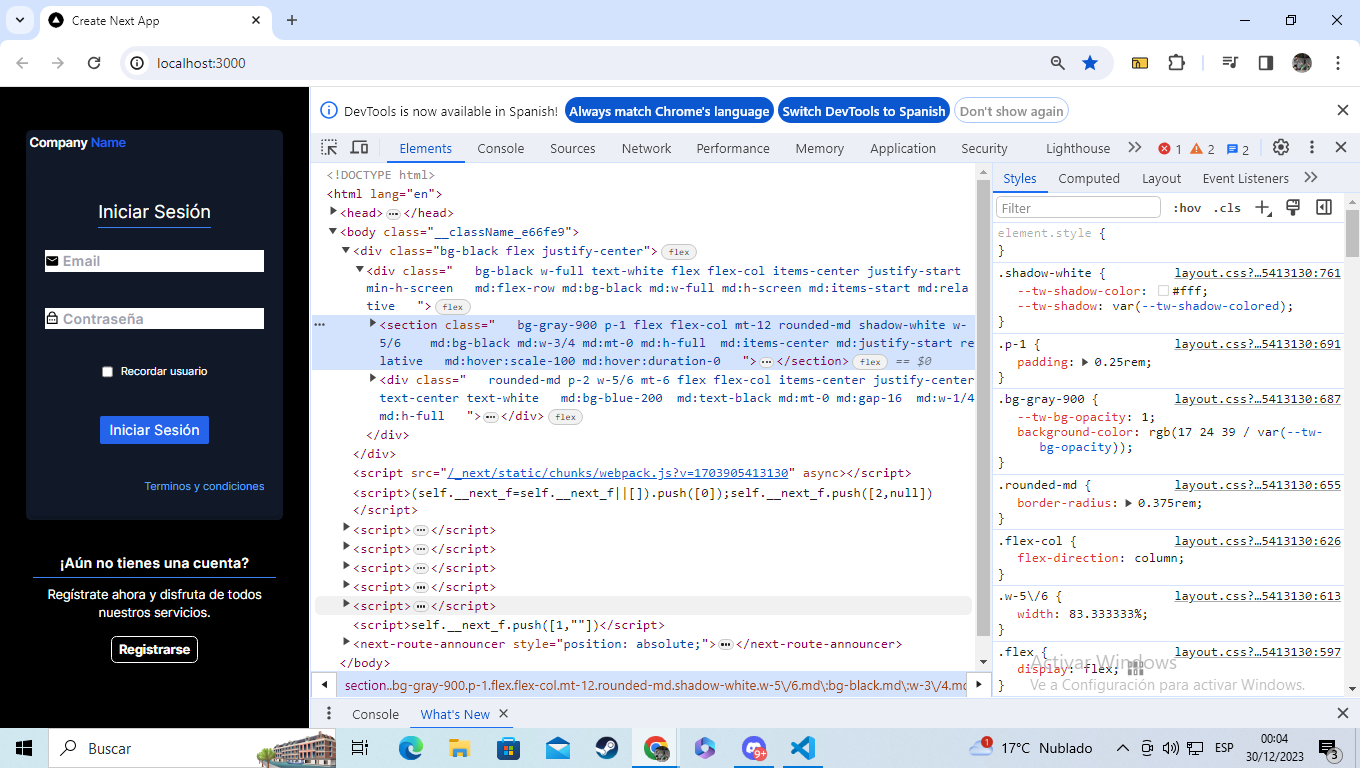 Create Next App
localhost:3000
Company Name
Iniciar Sesión
Email
Contraseña
Recordar usuario
Iniciar Sesión
Terminos y condiciones
¡Aún no tienes una cuenta?
Regístrate ahora y disfruta de todos
nuestros servicios.
Registrarse
DevTools is now available in Spanish! Always match Chrome's language Switch DevTools to Spanish Don't show again
Elements Console Sources Network Performance Memory Application Security Lighthouse 1 2 2
<!DOCTYPE html>
<html lang="en">
<head> ••• </head>
<body class="__className_e66fe9">
<div class="bg-black flex justify-center"> flex
<div class=" bg-black w-full text-white flex flex-col items-center justify-start
min-h-screen md:flex-row md:bg-black md:w-full md:h-screen md:items-start md:rela
tive "> flex
<section class=" bg-gray-900 p-1 flex flex-col mt-12 rounded-md shadow-white w-
5/6 md:bg-black md:w-3/4 md:mt-0 md:h-full md:items-center md:justify-start re
lative md:hover:scale-100 md:hover:duration-0 "> ••• </section> flex == $0
<div class=" rounded-md p-2 w-5/6 mt-6 flex flex-col items-center justify-center
text-center text-white md:bg-blue-200 md:text-black md:mt-0 md:gap-16 md:w-1/4
md:h-full "> ••• </div> flex
</div>
</div>
<script src="/_next/static/chunks/webpack.js?v=1703905413130" async></script>
<script>(self.__next_f=self.__next_f||[]).push([0]);self.__next_f.push([2,null])
</script>
<script> ••• </script>
<script> ••• </script>
<script> ••• </script>
<script> ••• </script>
<script> ••• </script>
<script>self.__next_f.push([1,""])</script>
<next-route-announcer style="position: absolute;"> ••• </next-route-announcer>
</body>
section..bg-gray-900.p-1.flex.flex-col.mt-12.rounded-md.shadow-white.w-5\/6.md\:bg-black.md\:w-3\/4.md
Console What's New
Styles Computed Layout Event Listeners
Filter :hov .cls
element.style {
}
.shadow-white { layout.css?…5413130:761
--tw-shadow-color: #fff;
--tw-shadow: var(--tw-shadow-colored);
}
.p-1 { layout.css?…5413130:691
padding: 0.25rem;
}
.bg-gray-900 { layout.css?…5413130:687
--tw-bg-opacity: 1;
background-color: rgb(17 24 39 / var(--tw-
bg-opacity));
}
.rounded-md { layout.css?…5413130:655
border-radius: 0.375rem;
}
.flex-col { layout.css?…5413130:626
flex-direction: column;
}
.w-5\/6 { layout.css?…5413130:613
width: 83.333333%;
}
.flex { layout.css?…5413130:597
display: flex;
}
Activar Windows
Ve a Configuración para activar Windows.
Buscar 9+ 1 17°C Nublado ESP 00:04
30/12/2023 3